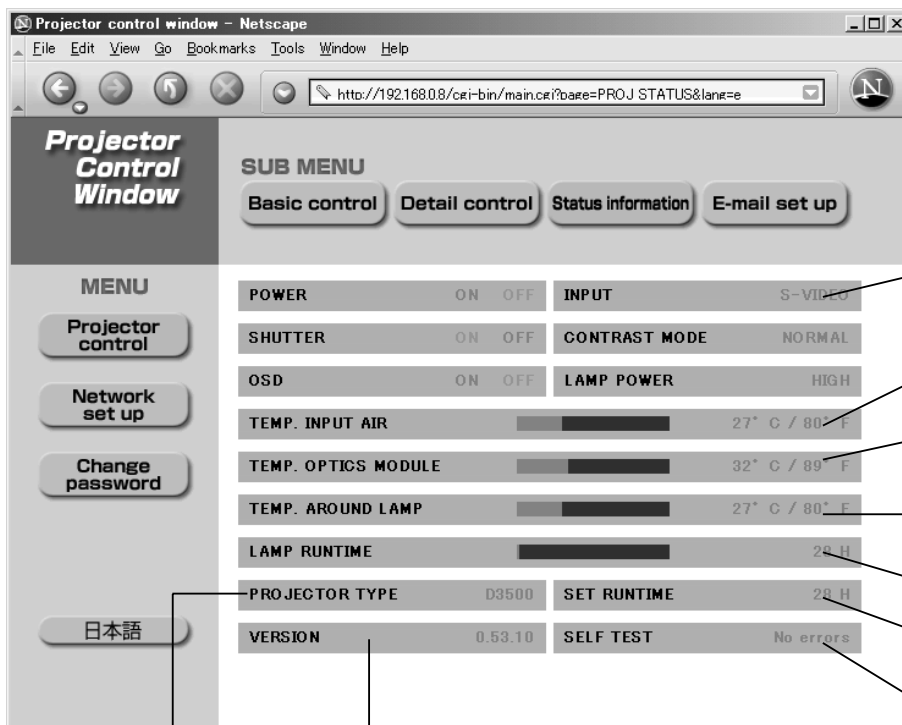 Projector control window - Netscape
File Edit View Go Bookmarks Tools Window Help
http://192.168.0.8/cgi-bin/main.cgi?page=PROJ STATUS&lang=e
N
Projector
Control
Window
SUB MENU
Basic control Detail control Status information E-mail set up
MENU
Projector
control
Network
set up
Change
password
日本語
POWER ON OFF INPUT S-VIDEO
SHUTTER ON OFF CONTRAST MODE NORMAL
OSD ON OFF LAMP POWER HIGH
TEMP. INPUT AIR 27° C / 80° F
TEMP. OPTICS MODULE 32° C / 89° F
TEMP. AROUND LAMP 27° C / 80° F
LAMP RUNTIME 28 H
PROJECTOR TYPE D3500 SET RUNTIME 28 H
VERSION 0.53.10 SELF TEST No errors